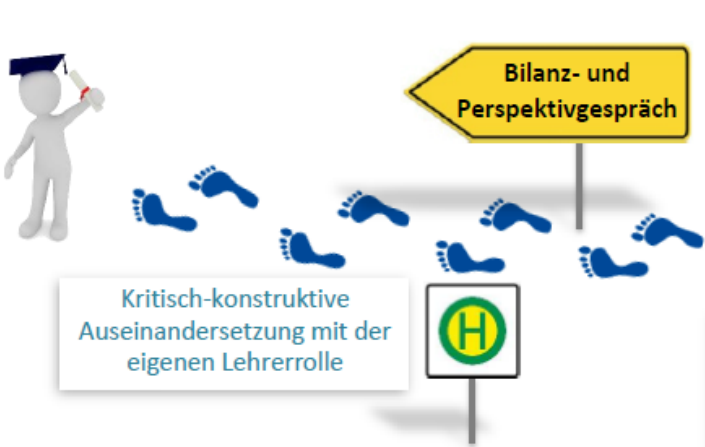 Bilanz- und
Perspektivgespräch
Kritisch-konstruktive
Auseinandersetzung mit der
eigenen Lehrerrolle
H